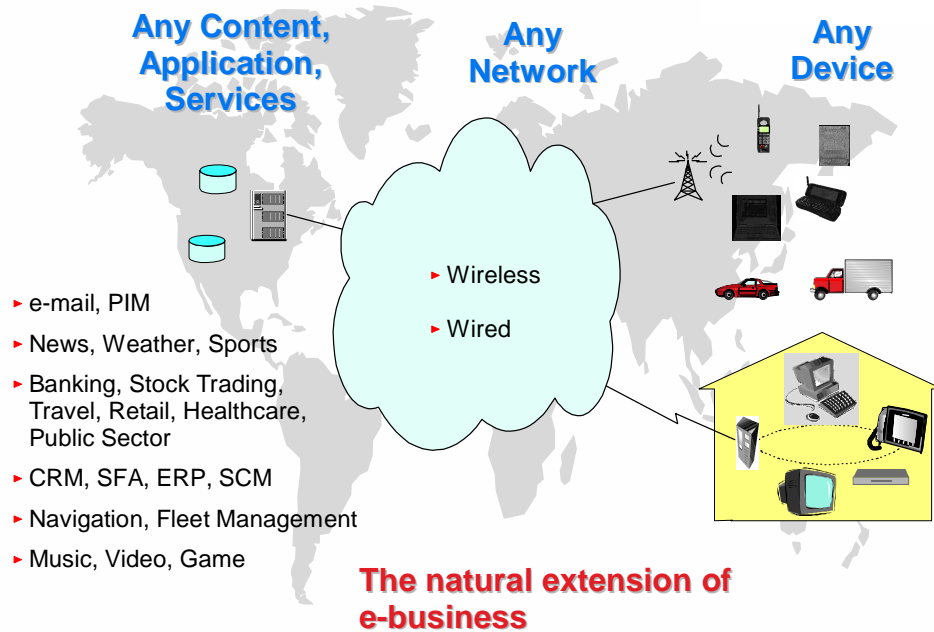 Any Content,
Application,
Services
Any
Network
Any
Device
Wireless
Wired
e-mail, PIM
News, Weather, Sports
Banking, Stock Trading,
Travel, Retail, Healthcare,
Public Sector
CRM, SFA, ERP, SCM
Navigation, Fleet Management
Music, Video, Game
The natural extension of
e-business